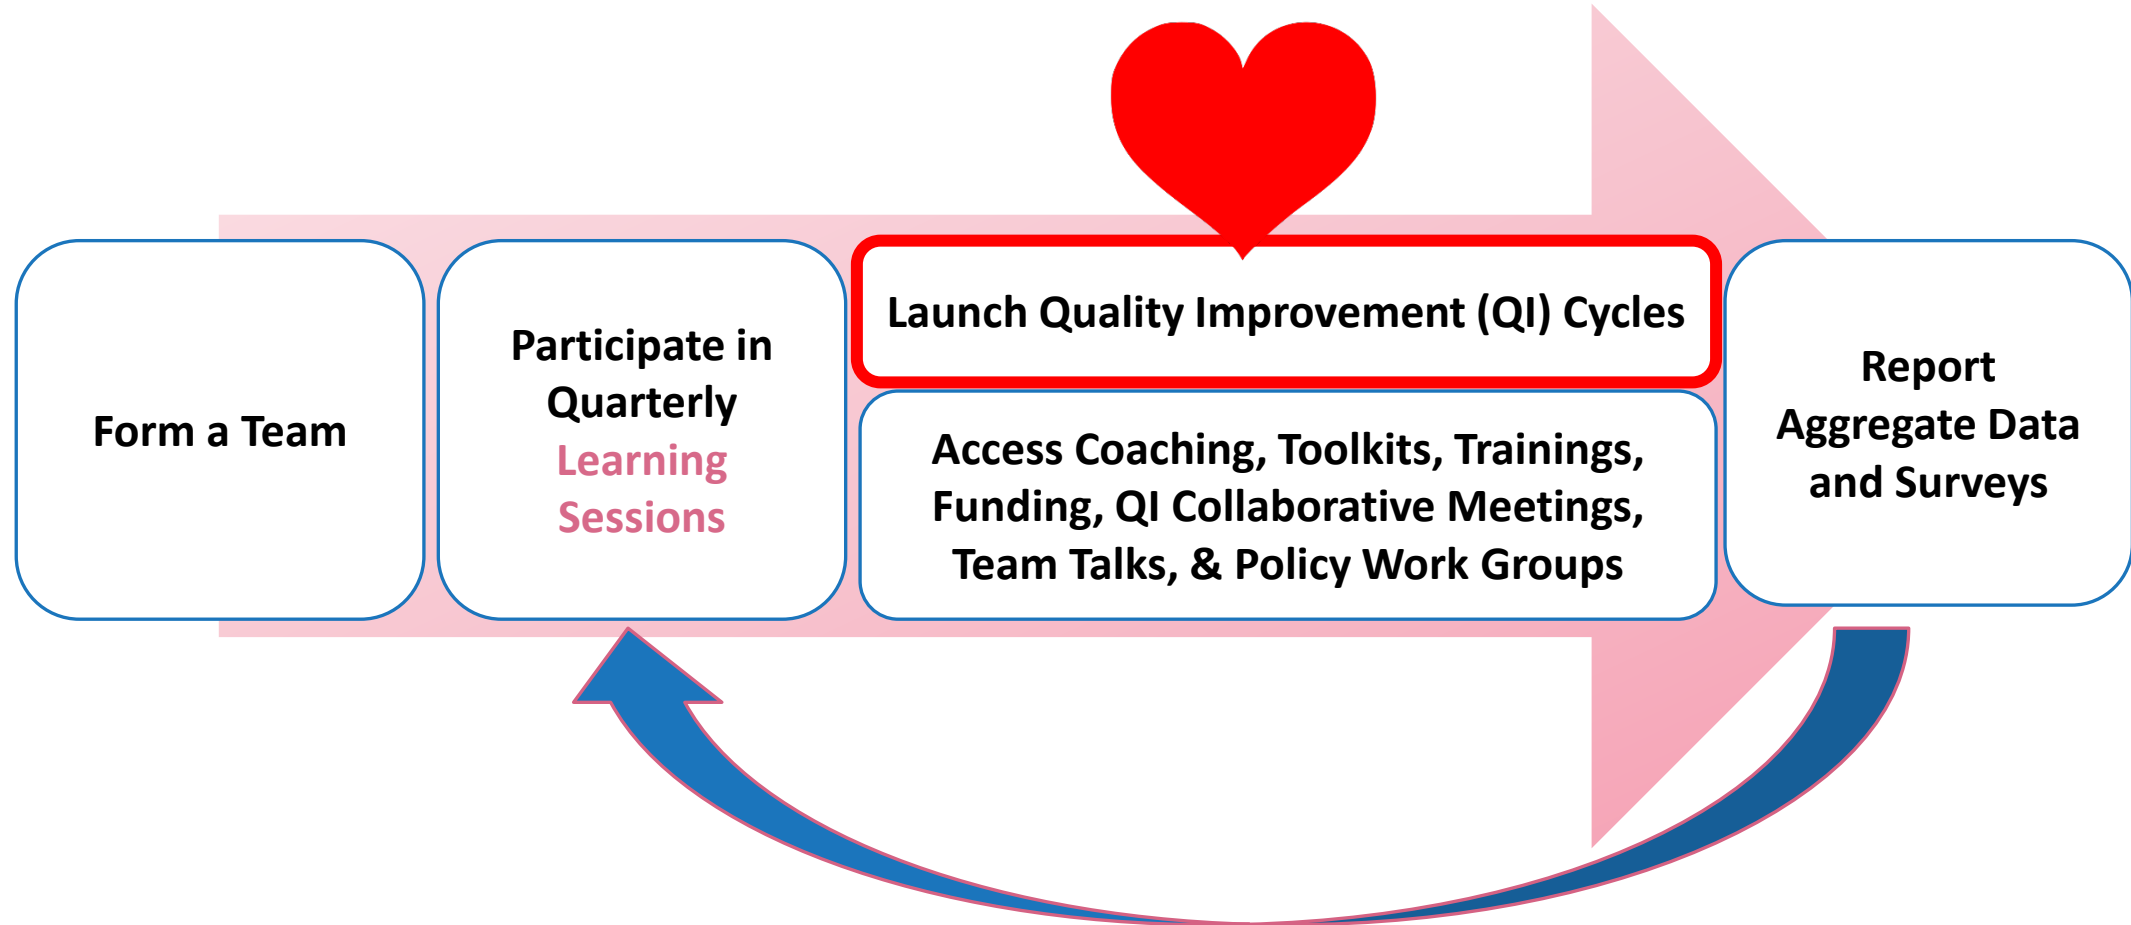 Form a Team
Participate in
Quarterly
Learning
Sessions
Launch Quality Improvement (QI) Cycles
Access Coaching, Toolkits, Trainings,
Funding, QI Collaborative Meetings,
Team Talks, & Policy Work Groups
Report
Aggregate Data
and Surveys